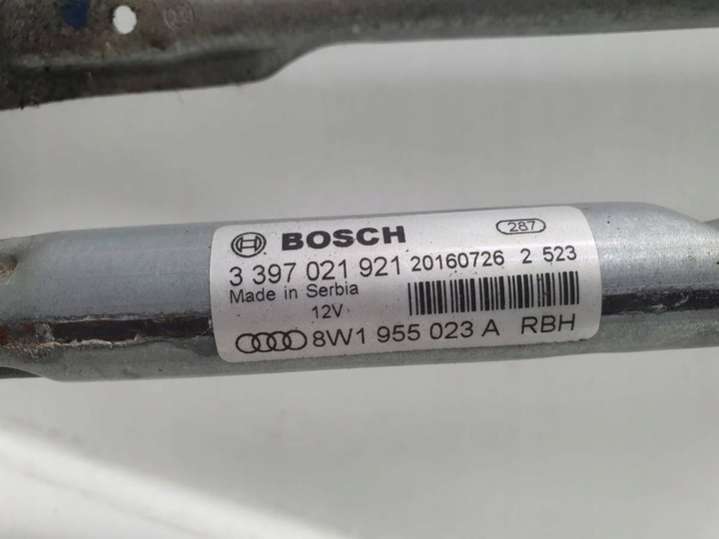 BOSCH 287
3 397 021 921 20160726 2 523
Made in Serbia
12V
8W1 955 023 A RBH